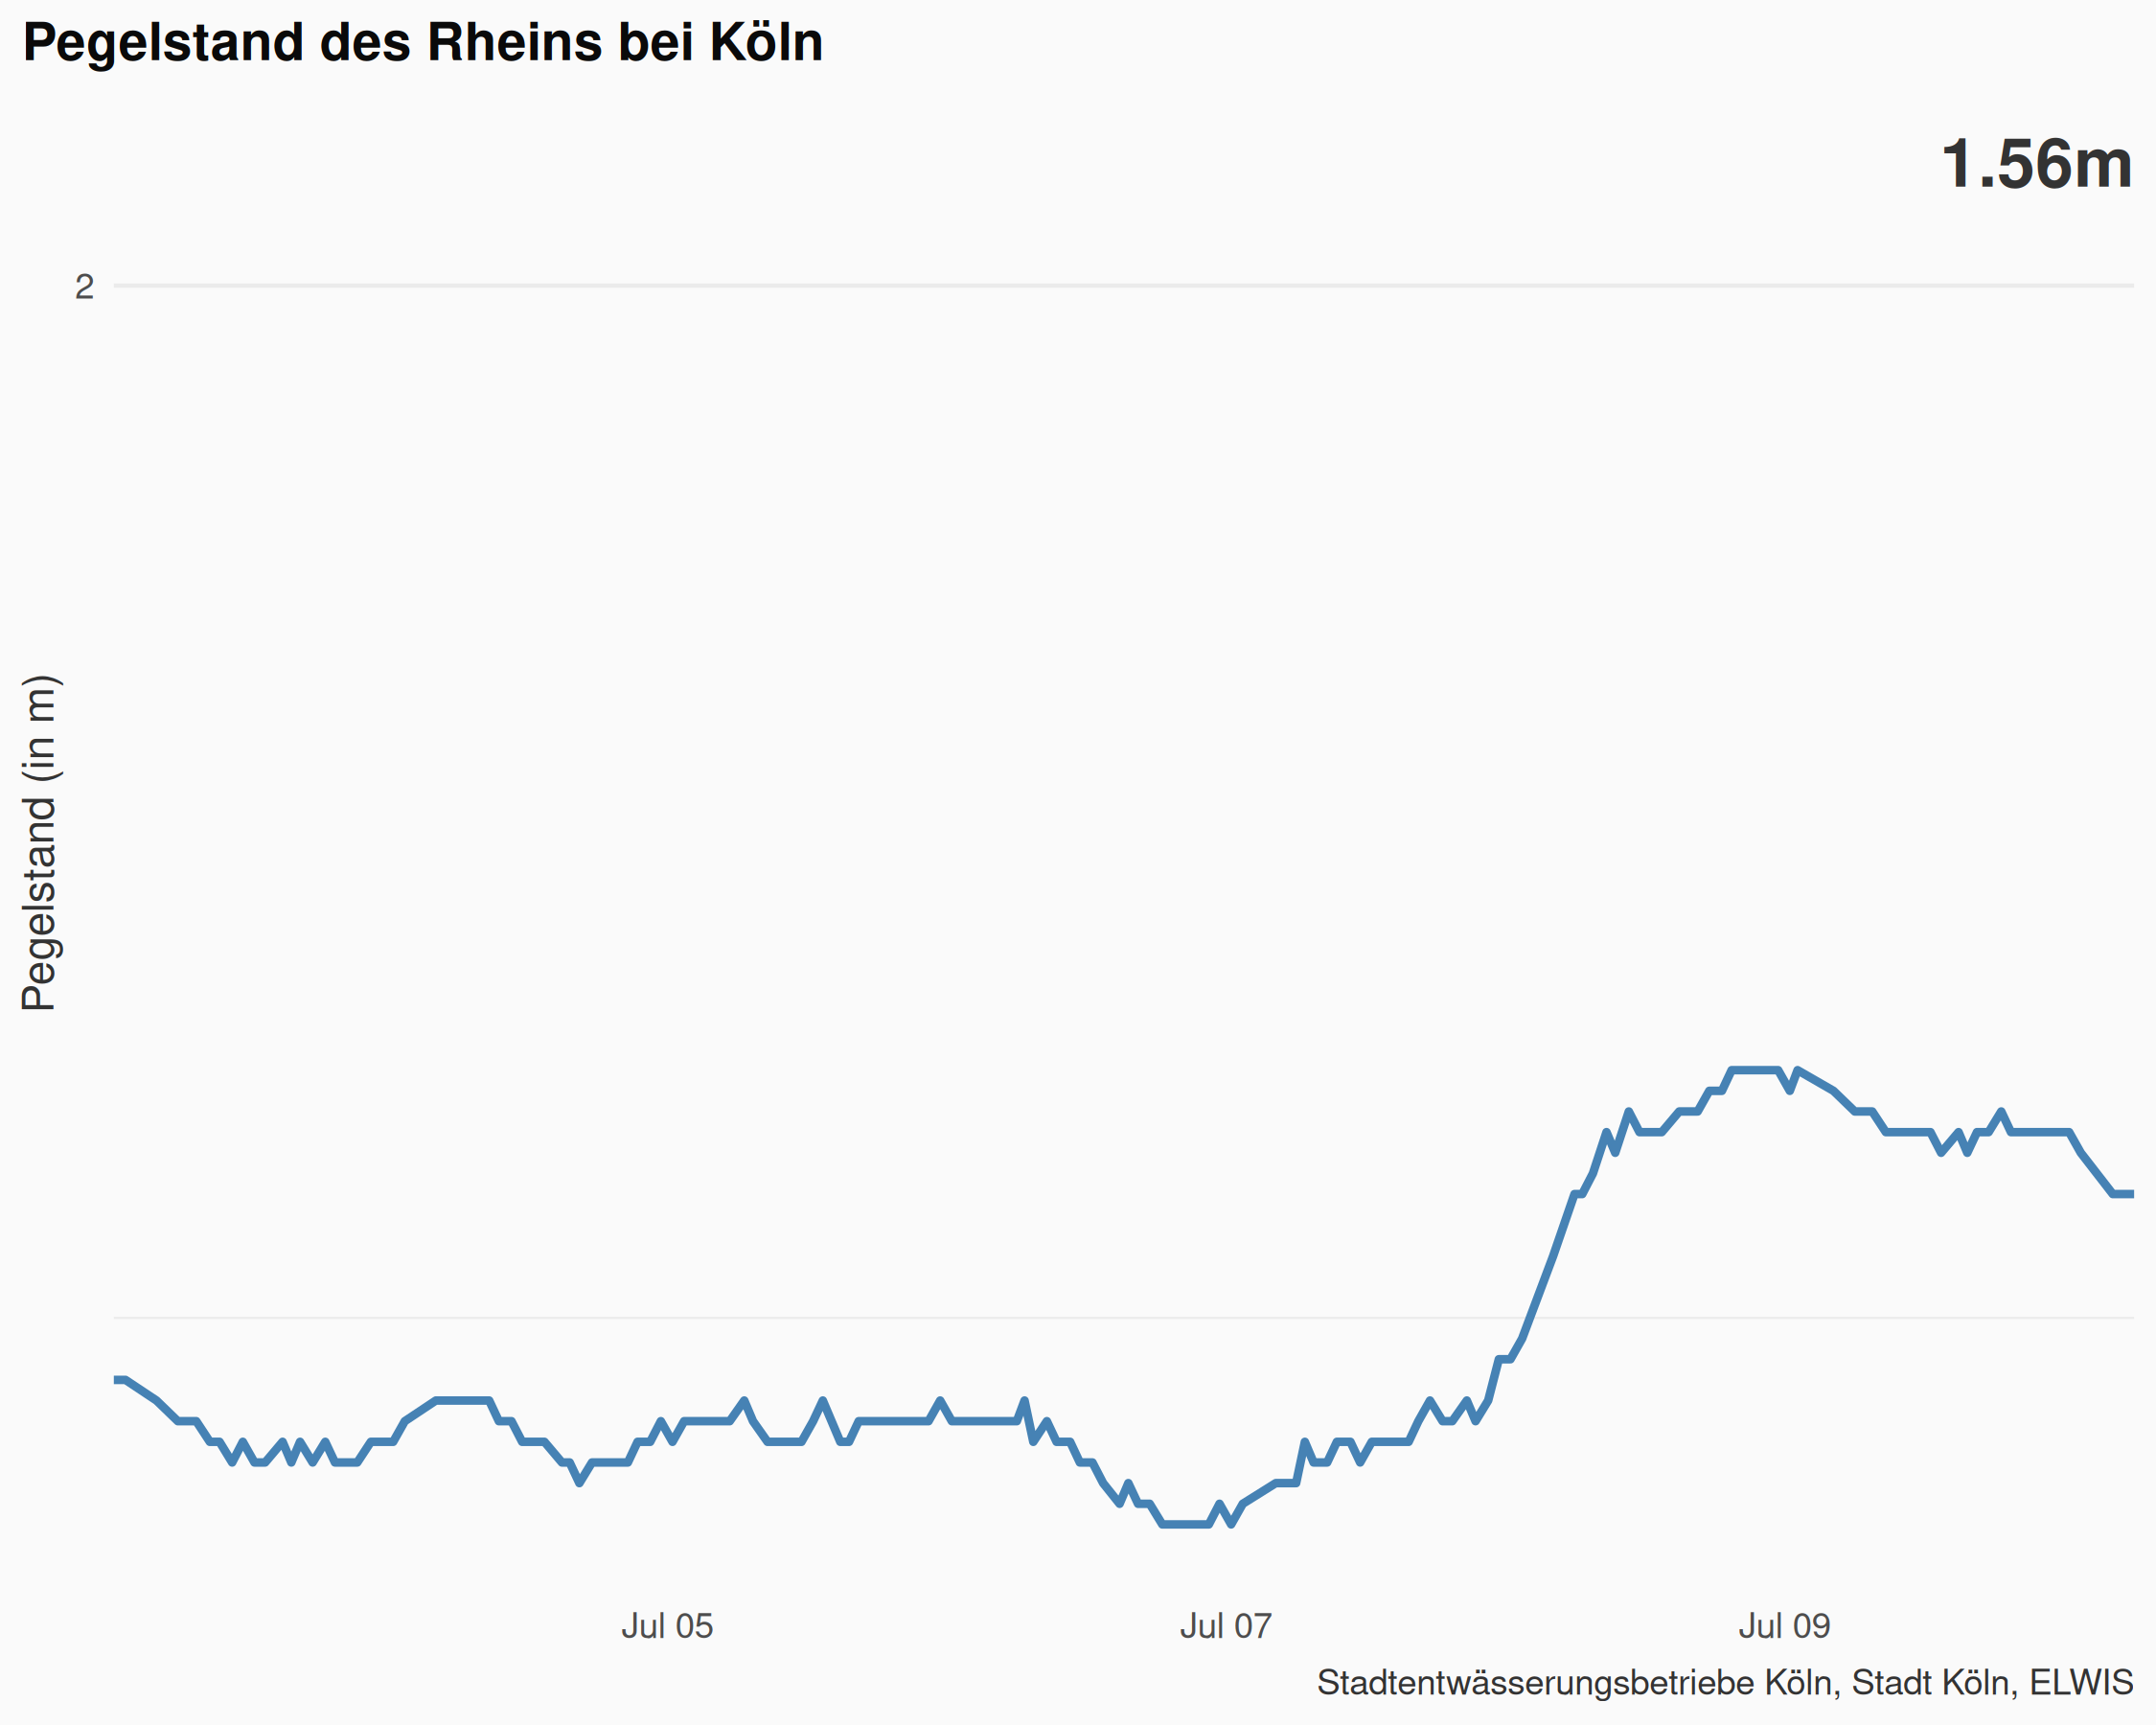 Pegelstand des Rheins bei Köln
1.56m
2
Pegelstand (in m)
Jul 05
Jul 07
Jul 09
Stadtentwässerungsbetriebe Köln, Stadt Köln, ELWIS